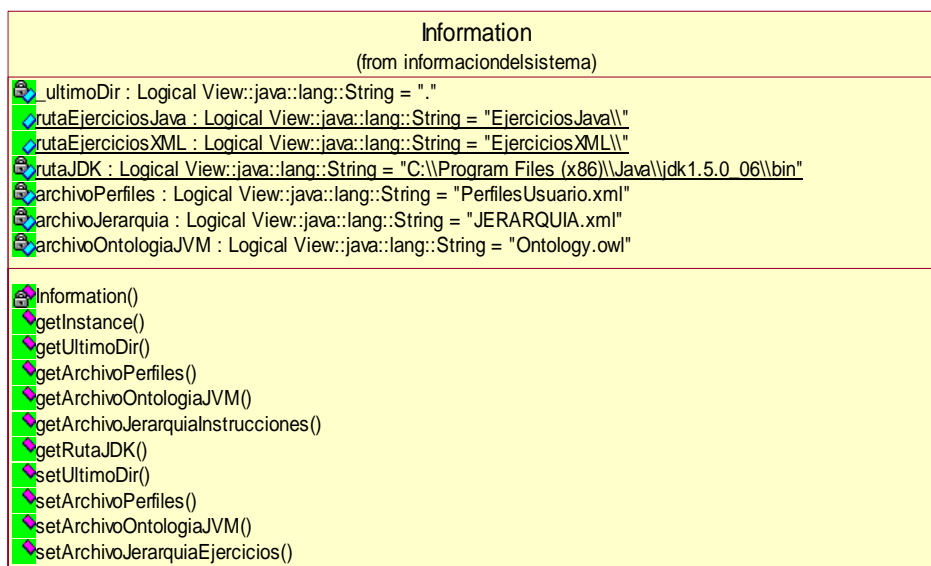 Information
(from informaciondelsistema)
_ultimoDir : Logical View::java::lang::String = "."
rutaEjerciciosJava : Logical View::java::lang::String = "EjerciciosJava\\"
rutaEjerciciosXML : Logical View::java::lang::String = "EjerciciosXML\\"
rutaJDK : Logical View::java::lang::String = "C:\\Program Files (x86)\\Java\\jdk1.5.0_06\\bin"
archivoPerfiles : Logical View::java::lang::String = "PerfilesUsuario.xml"
archivoJerarquia : Logical View::java::lang::String = "JERARQUIA.xml"
archivoOntologiaJVM : Logical View::java::lang::String = "Ontology.owl"
Information()
getInstance()
getUltimoDir()
getArchivoPerfiles()
getArchivoOntologiaJVM()
getArchivoJerarquiaInstrucciones()
getRutaJDK()
setUltimoDir()
setArchivoPerfiles()
setArchivoOntologiaJVM()
setArchivoJerarquiaEjercicios()